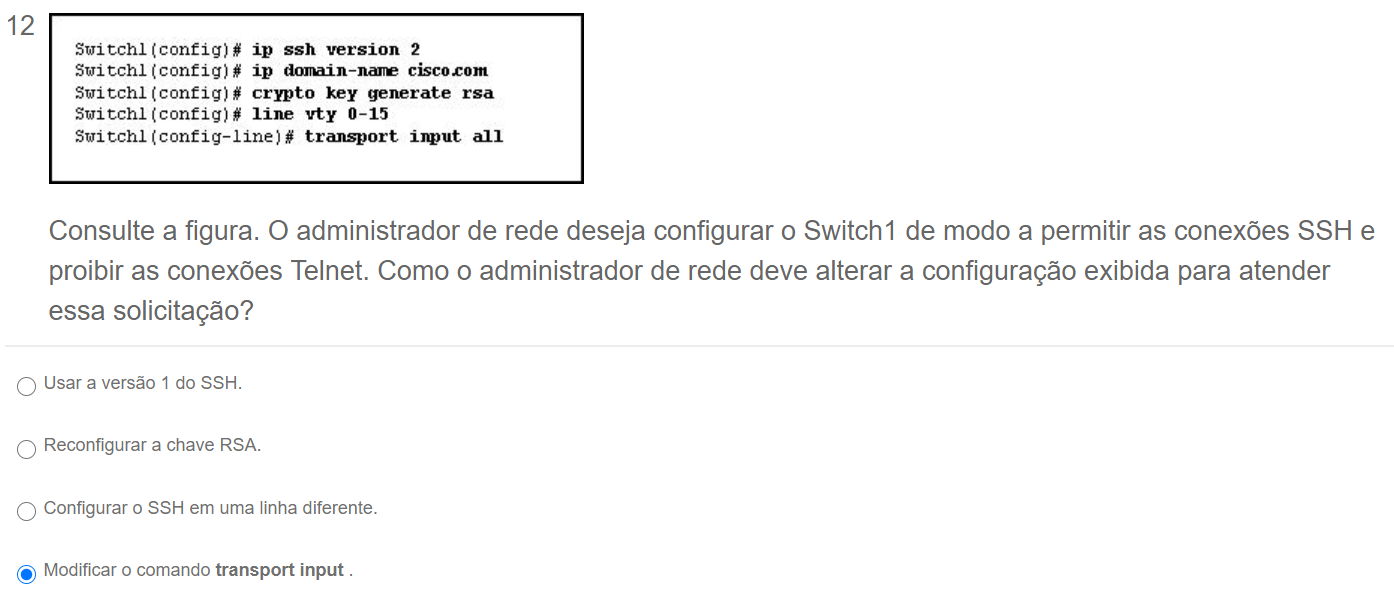 12
Switch1(config)# ip ssh version 2
Switch1(config)# ip domain-name cisco.com
Switch1(config)# crypto key generate rsa
Switch1(config)# line vty 0-15
Switch1(config-line)# transport input all
Consulte a figura. O administrador de rede deseja configurar o Switch1 de modo a permitir as conexões SSH e
proibir as conexões Telnet. Como o administrador de rede deve alterar a configuração exibida para atender
essa solicitação?
Usar a versão 1 do SSH.
Reconfigurar a chave RSA.
Configurar o SSH em uma linha diferente.
Modificar o comando transport input .